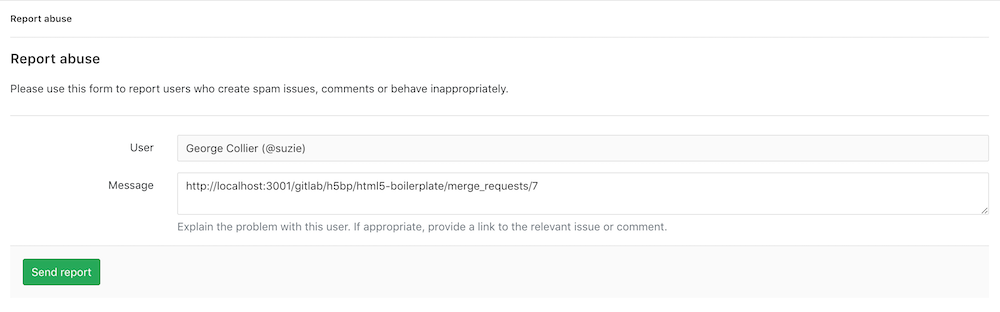 Report abuse
Report abuse
Please use this form to report users who create spam issues, comments or behave inappropriately.
User
George Collier (@suzie)
Message
http://localhost:3001/gitlab/h5bp/html5-boilerplate/merge_requests/7
Explain the problem with this user. If appropriate, provide a link to the relevant issue or comment.
Send report